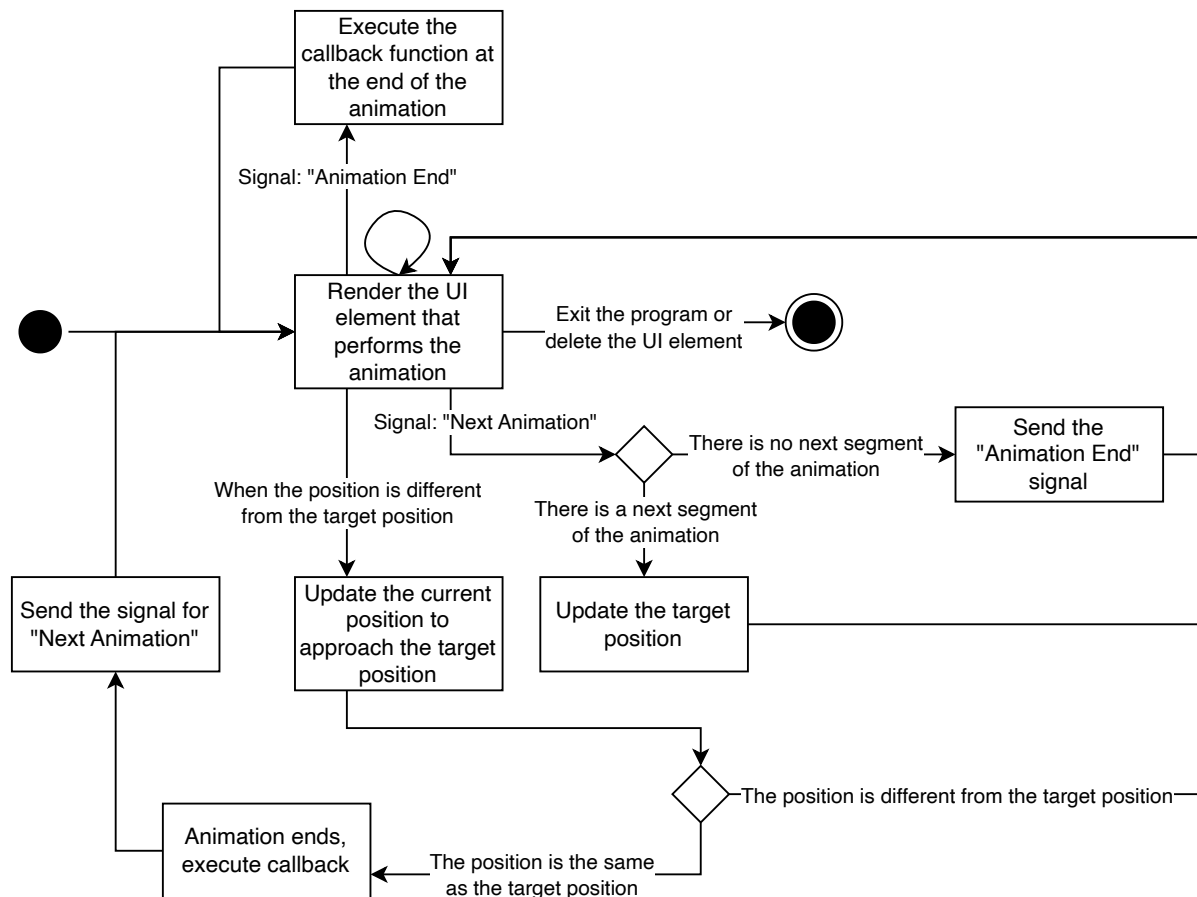 Execute the
callback function at
the end of the
animation
Signal: "Animation End"
Render the UI
element that
performs the
animation
Exit the program or
delete the UI element
Signal: "Next Animation"
There is no next segment
of the animation
Send the
"Animation End"
signal
When the position is different
from the target position
There is a next segment
of the animation
Send the signal for
"Next Animation"
Update the current
position to
approach the target
position
Update the target
position
The position is different from the target position
Animation ends,
execute callback
The position is the same
as the target position